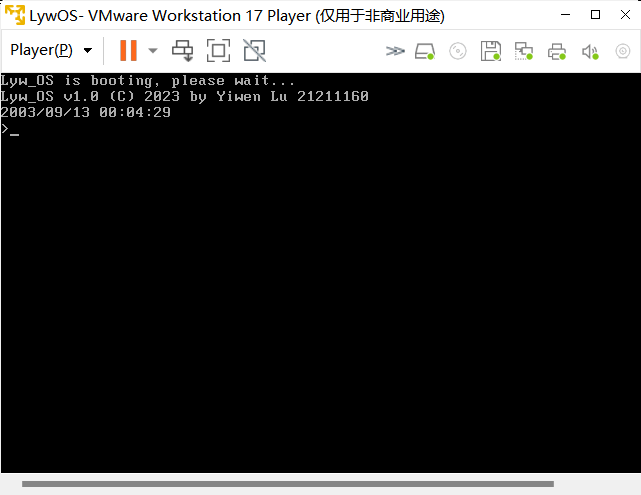 LywOS- VMware Workstation 17 Player (仅用于非商业用途)
Player(P)
Lyw_OS is booting, please wait...
Lyw_OS v1.0 (C) 2023 by Yiwen Lu 21211160
2003/09/13 00:04:29
>_